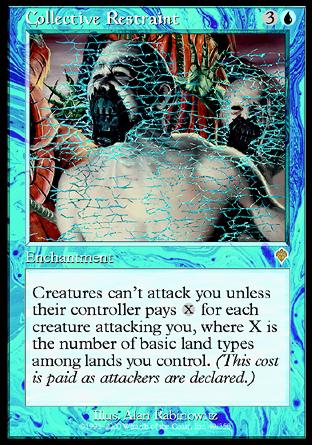 Collective Restraint 3
Enchantment
Creatures can't attack you unless
their controller pays X for each
creature attacking you, where X is
the number of basic land types
among lands you control. (This cost
is paid as attackers are declared.)
Illus. Alan Rabinowitz